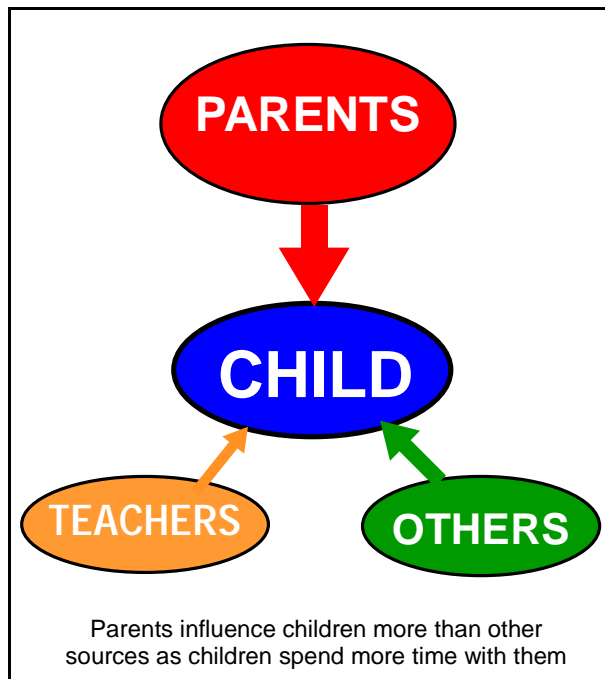 PARENTS
CHILD
TEACHERS
OTHERS
Parents influence children more than other
sources as children spend more time with them